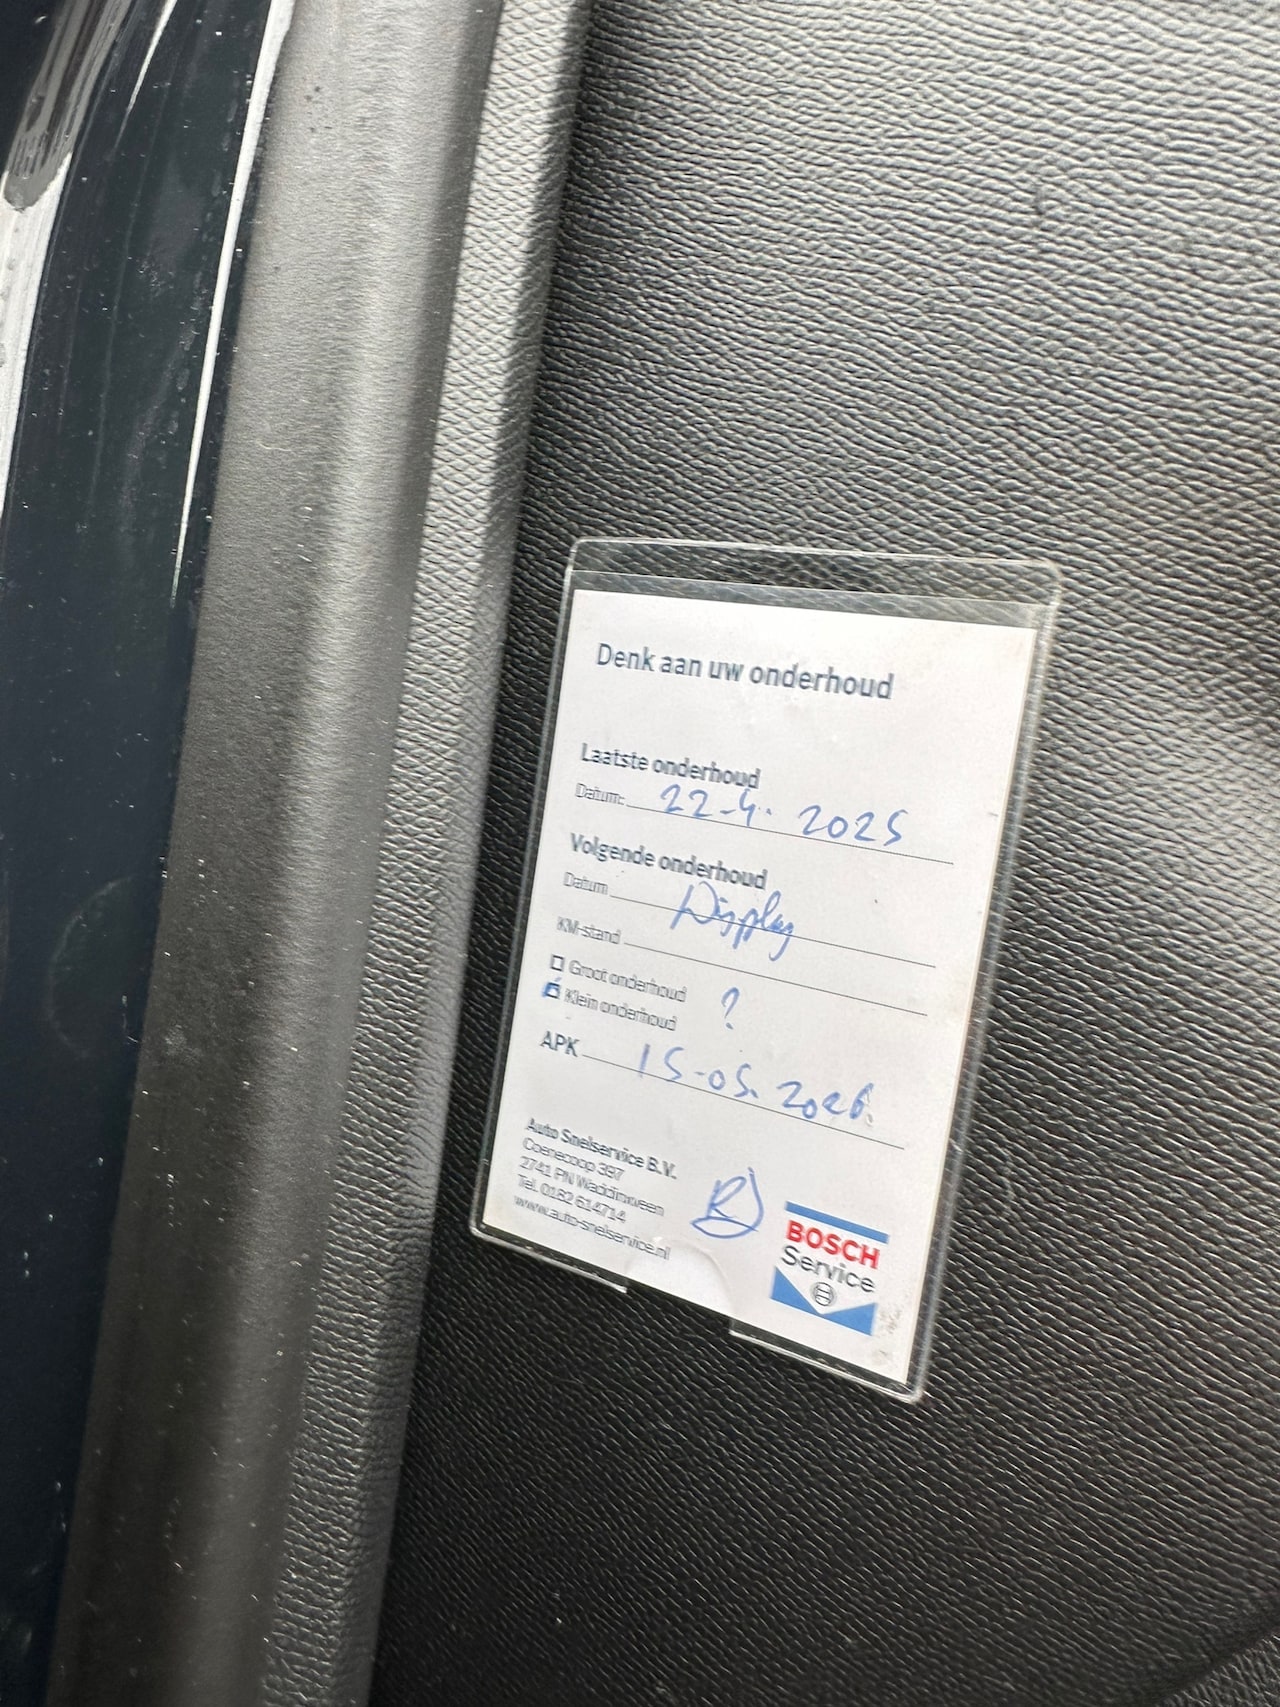 Denk aan uw onderhoud
Laatste onderhoud
Datum: 22-4. 2025
Volgende onderhoud
Datum Display
KM-stand
Groot onderhoud
Klein onderhoud ?
APK 15-05. 2026.
Auto Snelservice B.V.
Coenecoop 397
2741 PN Waddinxveen
Tel. 0182 614714
www.auto-snelservice.nl
BOSCH
Service